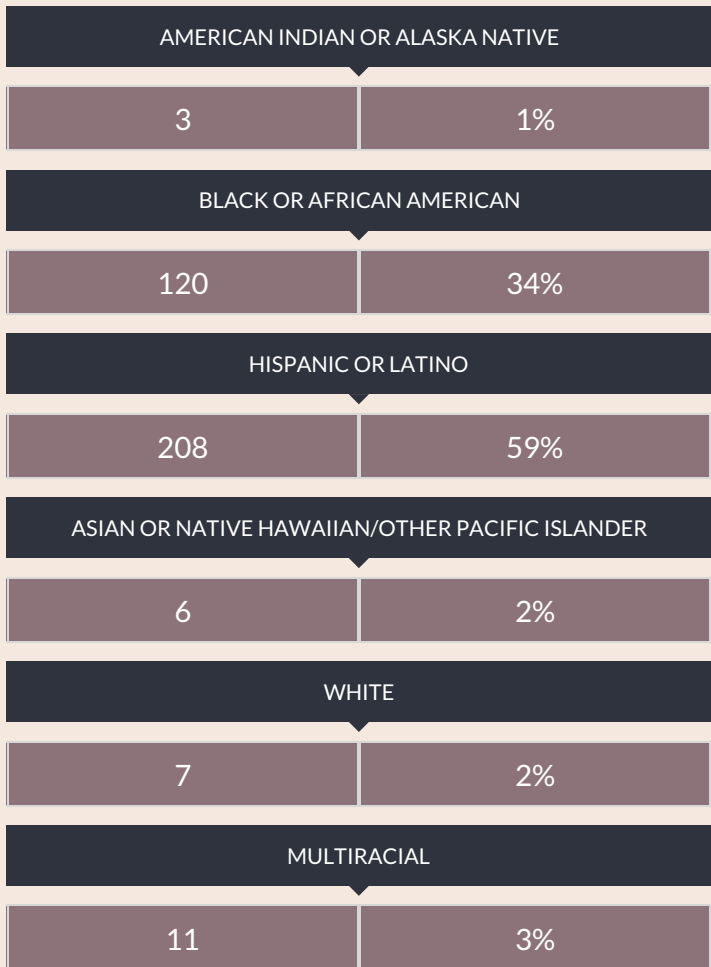 AMERICAN INDIAN OR ALASKA NATIVE
3 1%
BLACK OR AFRICAN AMERICAN
120 34%
HISPANIC OR LATINO
208 59%
ASIAN OR NATIVE HAWAIIAN/OTHER PACIFIC ISLANDER
6 2%
WHITE
7 2%
MULTIRACIAL
11 3%